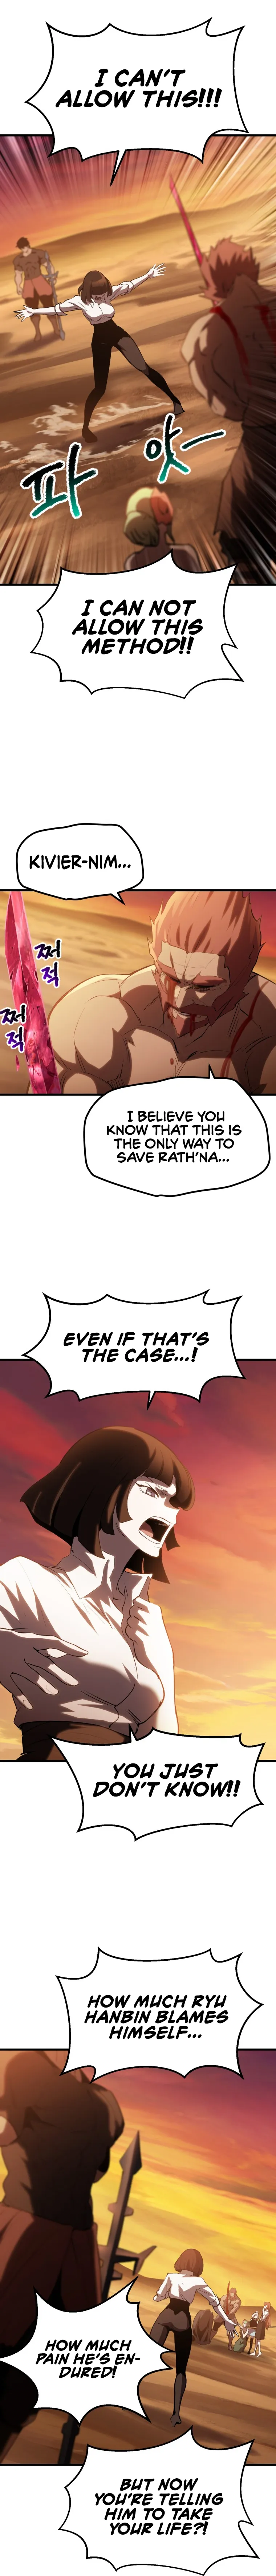 I CAN'T
ALLOW THIS!!!
파
앗
I CAN NOT
ALLOW THIS
METHOD!!
KIVIER-NIM...
쩌
적
쩌
적
I BELIEVE YOU
KNOW THAT THIS IS
THE ONLY WAY TO
SAVE RATH'NA...
EVEN IF THAT'S
THE CASE...!
YOU JUST
DON'T KNOW!!
HOW MUCH RYU
HANBIN BLAMES
HIMSELF...
HOW MUCH
PAIN HE'S EN-
DURED!
BUT NOW
YOU'RE TELLING
HIM TO TAKE
YOUR LIFE?!